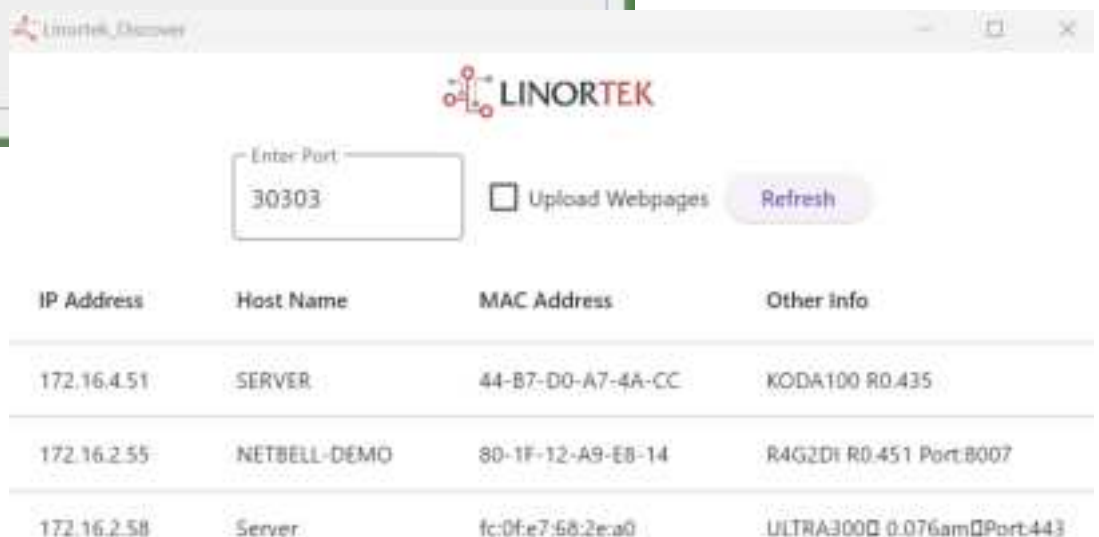 Linortek_Discover
LINORTEK
Enter Port
30303
Upload Webpages
Refresh
IP Address Host Name MAC Address Other Info
172.16.4.51 SERVER 44-B7-D0-A7-4A-CC KODA100 R0.435
172.16.2.55 NETBELL-DEMO 80-1F-12-A9-E8-14 R4G2DI R0.451 Port:8007
172.16.2.58 Server fc:0f:e7:68:2e:a0 ULTRA300▯ 0.076am▯Port:443